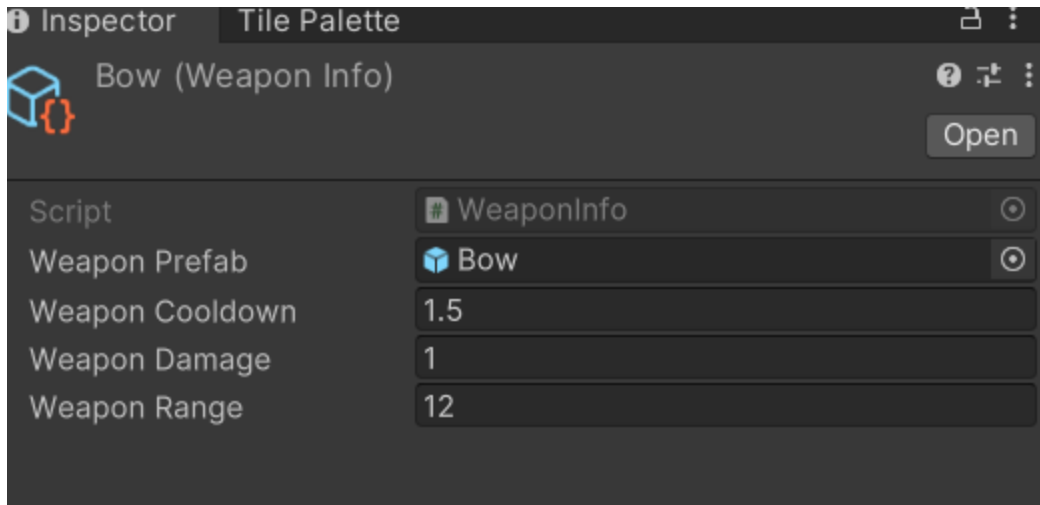 Inspector Tile Palette
Bow (Weapon Info)
Open
Script WeaponInfo
Weapon Prefab Bow
Weapon Cooldown 1.5
Weapon Damage 1
Weapon Range 12